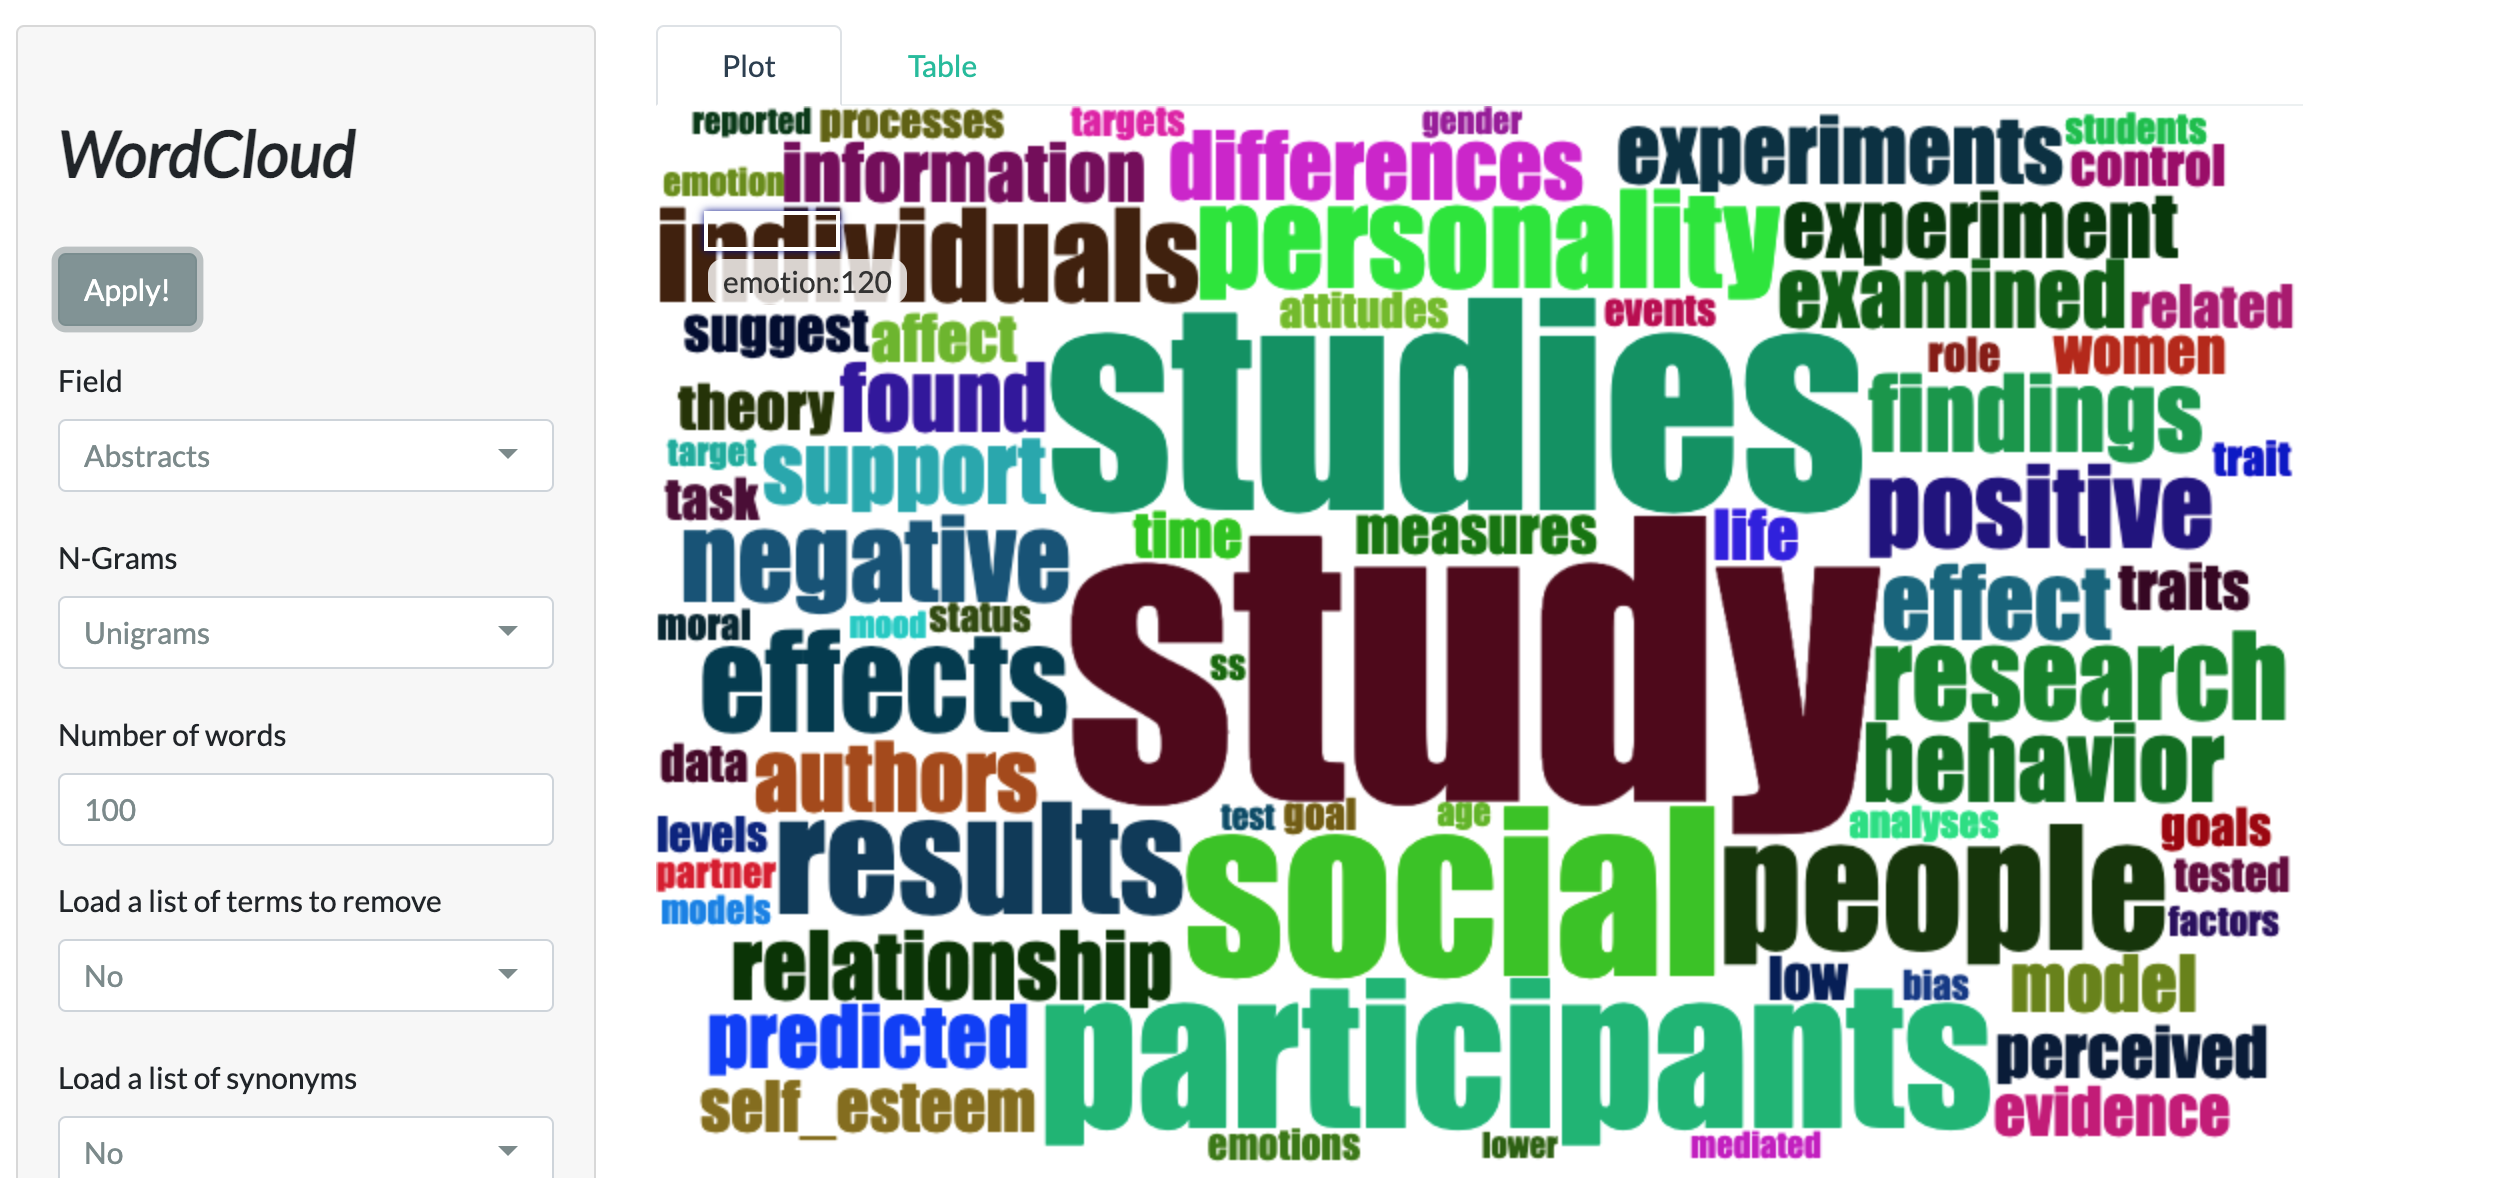 WordCloud
Apply!
Field
Abstracts
N-Grams
Unigrams
Number of words
100
Load a list of terms to remove
No
Load a list of synonyms
No
Plot Table
reported processes targets gender experiments students
emotion information differences control
individuals personality experiment
emotion:120
attitudes events examined related
suggest affect studies role women
theory found findings
target support trait
task positive
negative time measures life
study effect traits
moral mood status
effects ss research
data authors behavior
levels results test goal age analyses goals
partner social people tested
models factors
relationship low bias model
predicted participants perceived
self_esteem evidence
emotions lower mediated